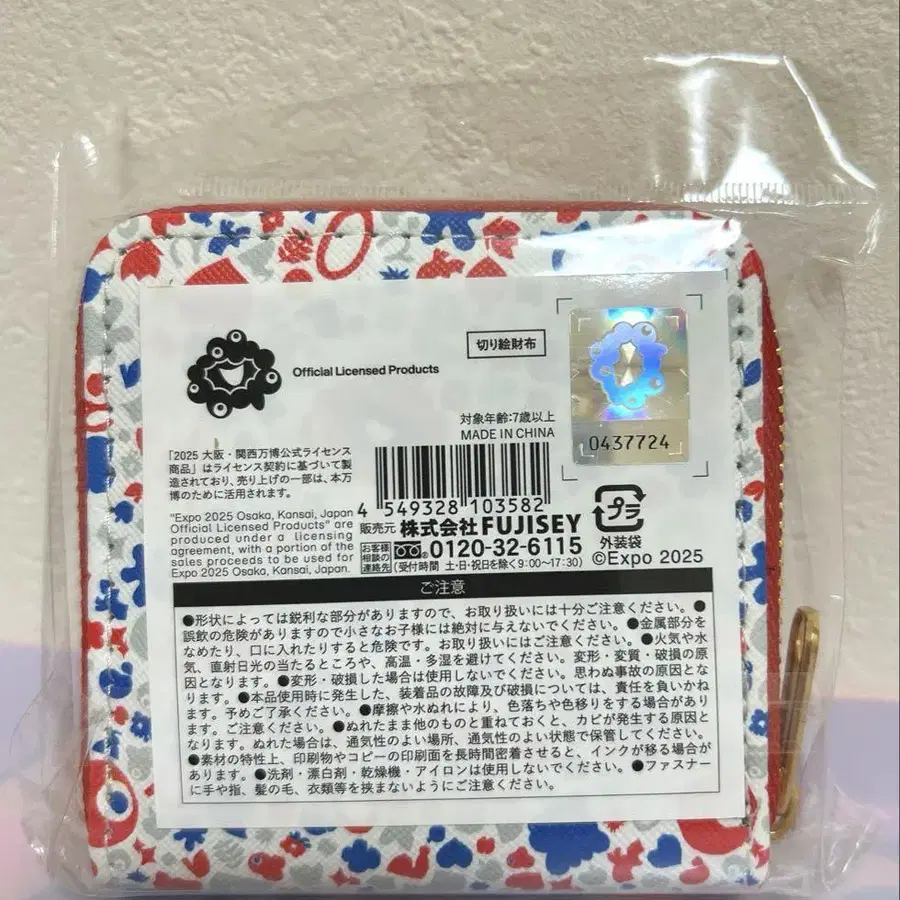 切り絵財布
Official Licensed Products
対象年齢:7歳以上
MADE IN CHINA
0437724
「2025 大阪・関西万博公式ライセンス
商品」はライセンス契約に基づいて製
造されており、売り上げの一部は、本万
博のために活用されます。
"Expo 2025 Osaka, Kansai, Japan
Official Licensed Products" are
produced under a licensing
agreement, with a portion of the
sales proceeds to be used for
Expo 2025 Osaka, Kansai, Japan.
4 549328 103582
販売元 株式会社 FUJISEY
お客様
相談の
連絡先
0120-32-6115
(受付時間 土・日・祝日を除く9:00〜17:30)
プラ
外装袋
©Expo 2025
ご注意
●形状によっては鋭利な部分がありますので、お取り扱いには十分ご注意ください。●
誤飲の危険がありますので小さなお子様には絶対に与えないでください。●金属部分を
なめたり、口に入れたりすると危険です。お取り扱いにはご注意ください。●火気や水
気、直射日光の当たるところや、高温・多湿を避けてください。変形・変質・破損の原
因となります。●変形・破損した場合は使用しないでください。思わぬ事故の原因とな
ります。●本品使用時に発生した、装着品の故障及び破損については、責任を負いかね
ます。予めご了承ください。●摩擦や水ぬれにより、色落ちや色移りをする場合があり
ます。ご注意ください。●ぬれたまま他のものと重ねておくと、カビが発生する原因と
なります。ぬれた場合は、通気性のよい場所、通気性のよい状態で保管してください。
●素材の特性上、印刷物やコピーの印刷面を長時間密着させると、インクが移る場合が
あります。●洗剤・漂白剤・乾燥機・アイロンは使用しないでください。●ファスナー
に手や指、髪の毛、衣類等を挟まないようにご注意ください。